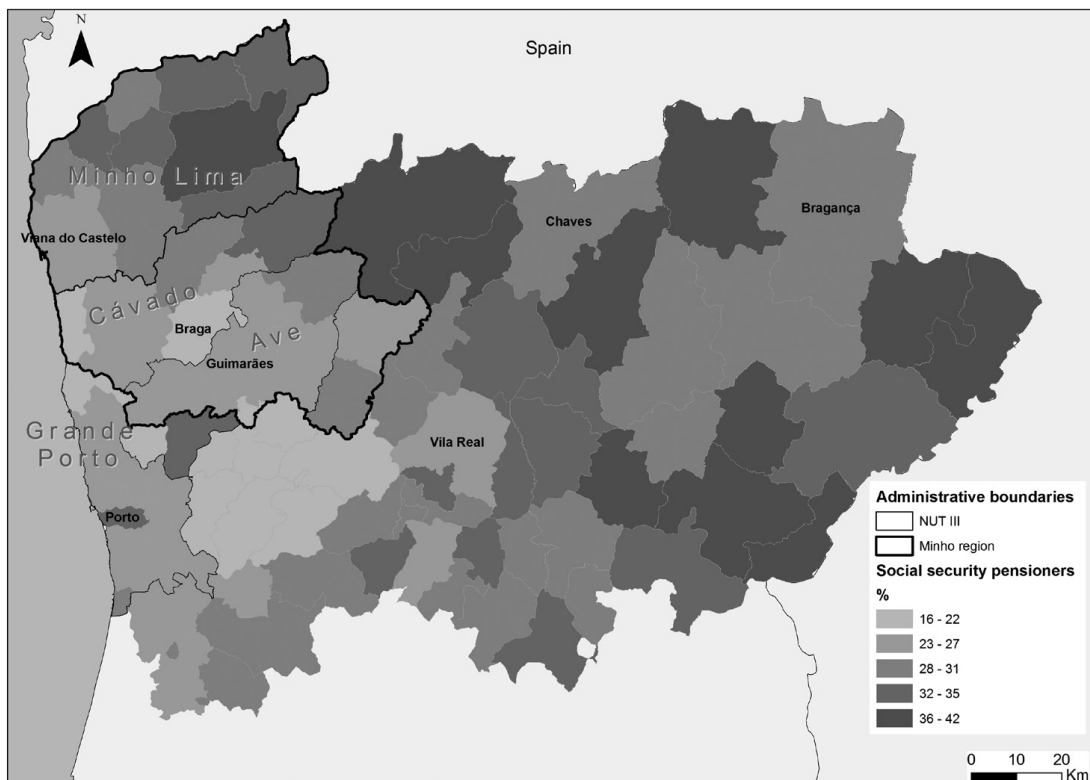 N
Spain
Minho Lima
Chaves
Bragança
Viana do Castelo
Cávado
Braga
Ave
Guimarães
Grande
Porto
Vila Real
Porto
Administrative boundaries
NUT III
Minho region
Social security pensioners
%
16 - 22
23 - 27
28 - 31
32 - 35
36 - 42
0 10 20
Km